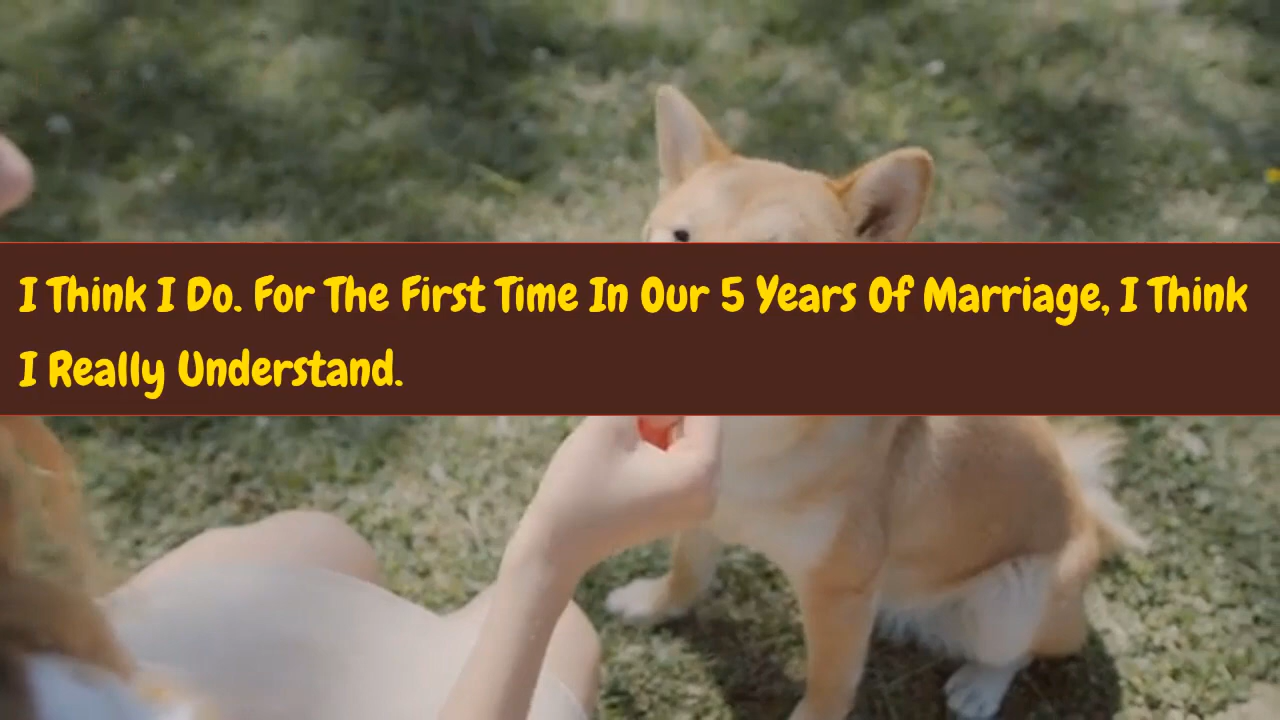 I Think I Do. For The First Time In Our 5 Years Of Marriage, I Think
I Really Understand.